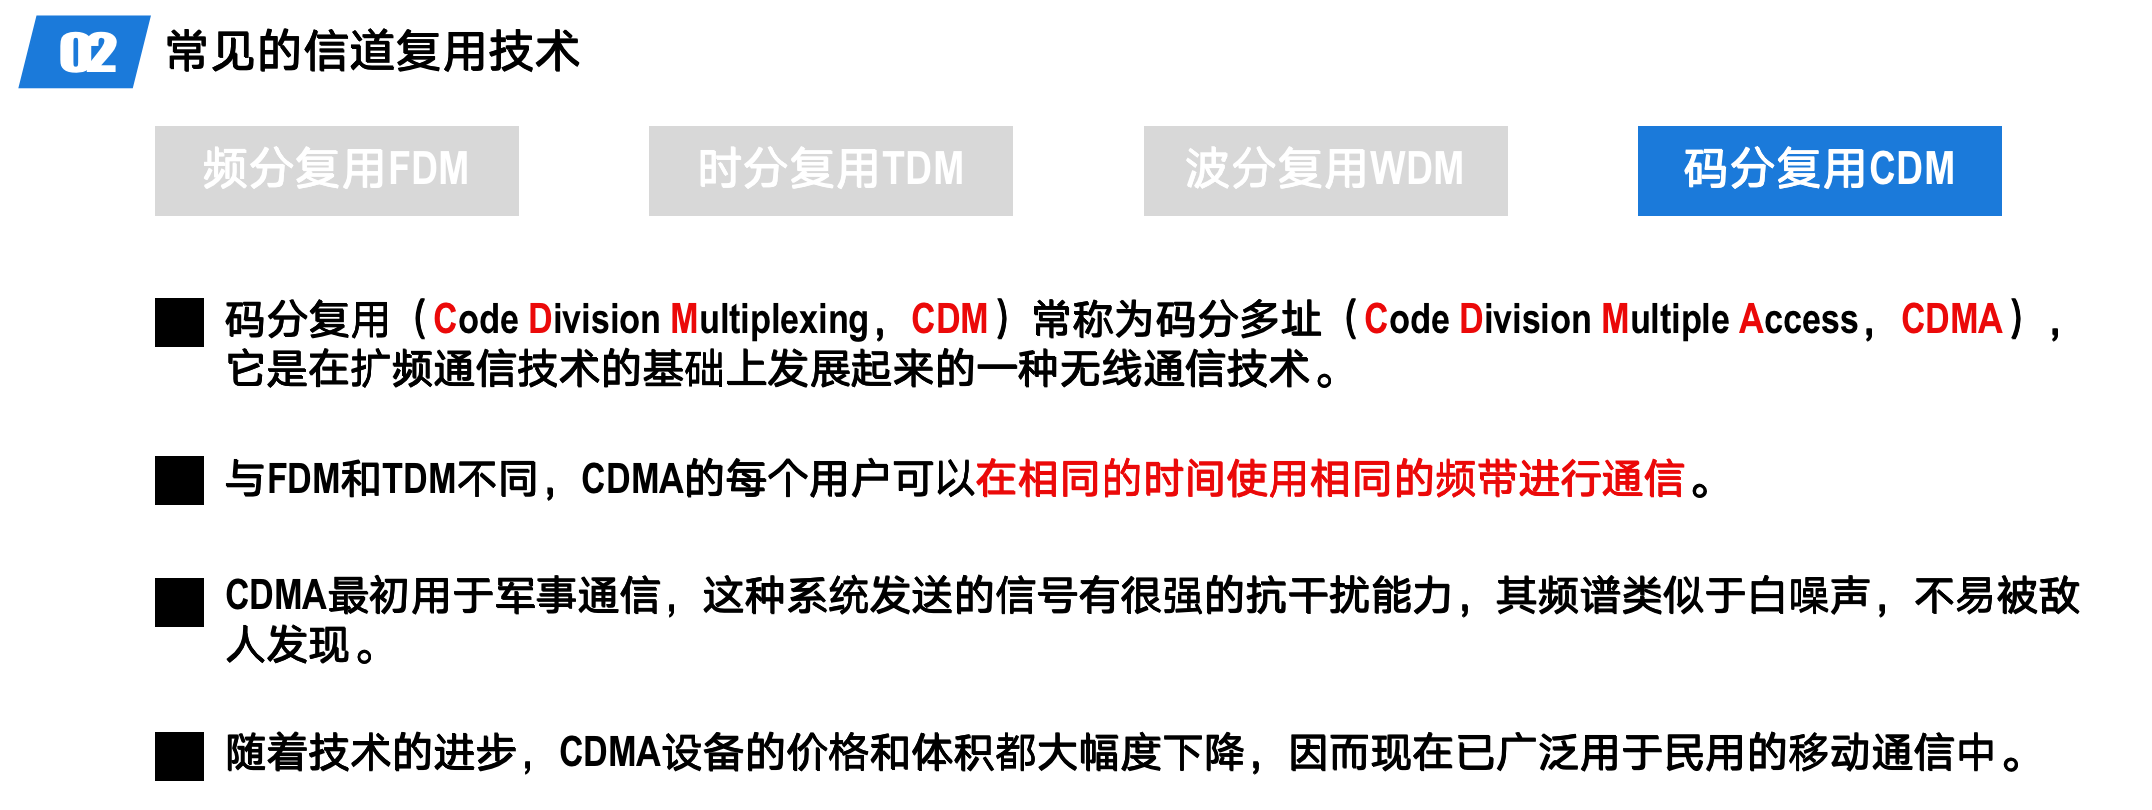 02 常见的信道复用技术
频分复用FDM 时分复用TDM 波分复用WDM 码分复用CDM
码分复用（Code Division Multiplexing，CDM）常称为码分多址（Code Division Multiple Access，CDMA），
它是在扩频通信技术的基础上发展起来的一种无线通信技术。
与FDM和TDM不同，CDMA的每个用户可以在相同的时间使用相同的频带进行通信。
CDMA最初用于军事通信，这种系统发送的信号有很强的抗干扰能力，其频谱类似于白噪声，不易被敌
人发现。
随着技术的进步，CDMA设备的价格和体积都大幅度下降，因而现在已广泛用于民用的移动通信中。